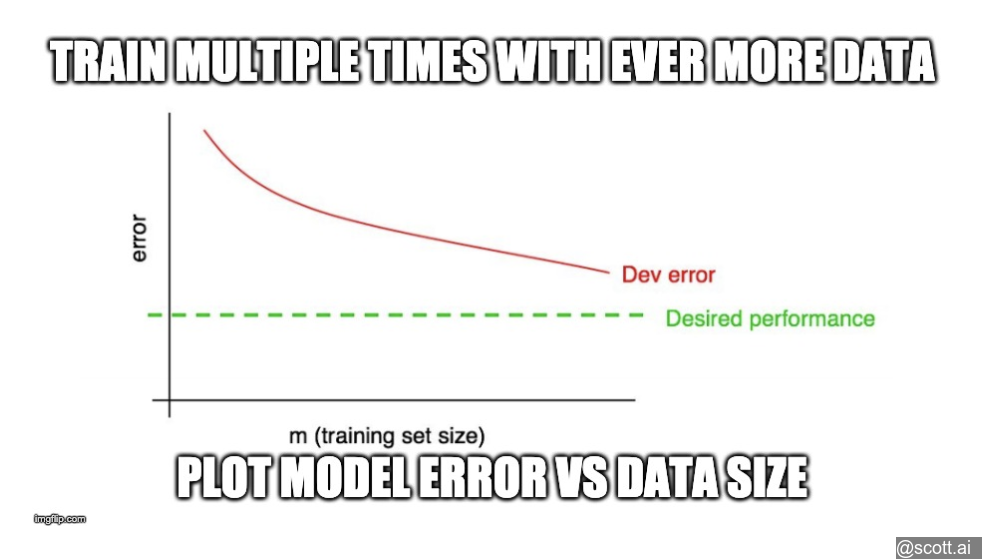 TRAIN MULTIPLE TIMES WITH EVER MORE DATA
error
Dev error
Desired performance
m (training set size)
PLOT MODEL ERROR VS DATA SIZE
imgflip.com
@scott.ai